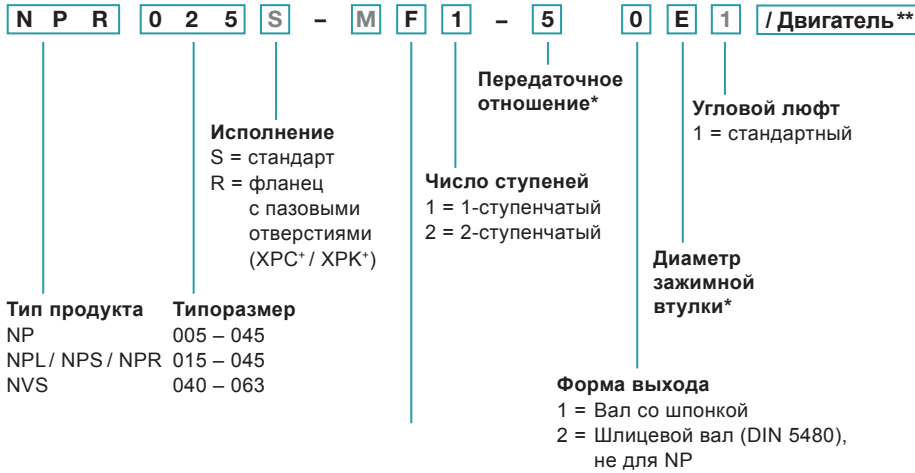 N P R 0 2 5 S – M F 1 – 5 0 E 1 / Двигатель**
Передаточное
отношение*
Угловой люфт
1 = стандартный
Исполнение
S = стандарт
R = фланец
с пазовыми
отверстиями
(XPC⁺ / XPK⁺)
Число ступеней
1 = 1-ступенчатый
2 = 2-ступенчатый
Диаметр
зажимной
втулки*
Тип продукта Типоразмер
NP 005 – 045
NPL / NPS / NPR 015 – 045
NVS 040 – 063
Форма выхода
1 = Вал со шпонкой
2 = Шлицевой вал (DIN 5480),
не для NP